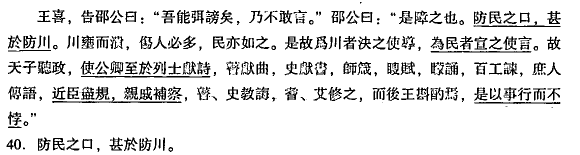 王喜，告邵公曰：“吾能弭謗矣，乃不敢言。”邵公曰：“是障之也。防民之口，甚
於防川。川壅而潰，傷人必多，民亦如之。是故爲川者決之使導，為民者宣之使言。故
天子聽政，使公卿至於列士獻詩，瞽獻曲，史獻書，師箴，瞍賦，矇誦，百工諫，庶人
傳語，近臣盡規，親戚補察，瞽、史教誨，耆、艾修之，而後王斟酌焉，是以事行而不
悖。”
40. 防民之口，甚於防川。